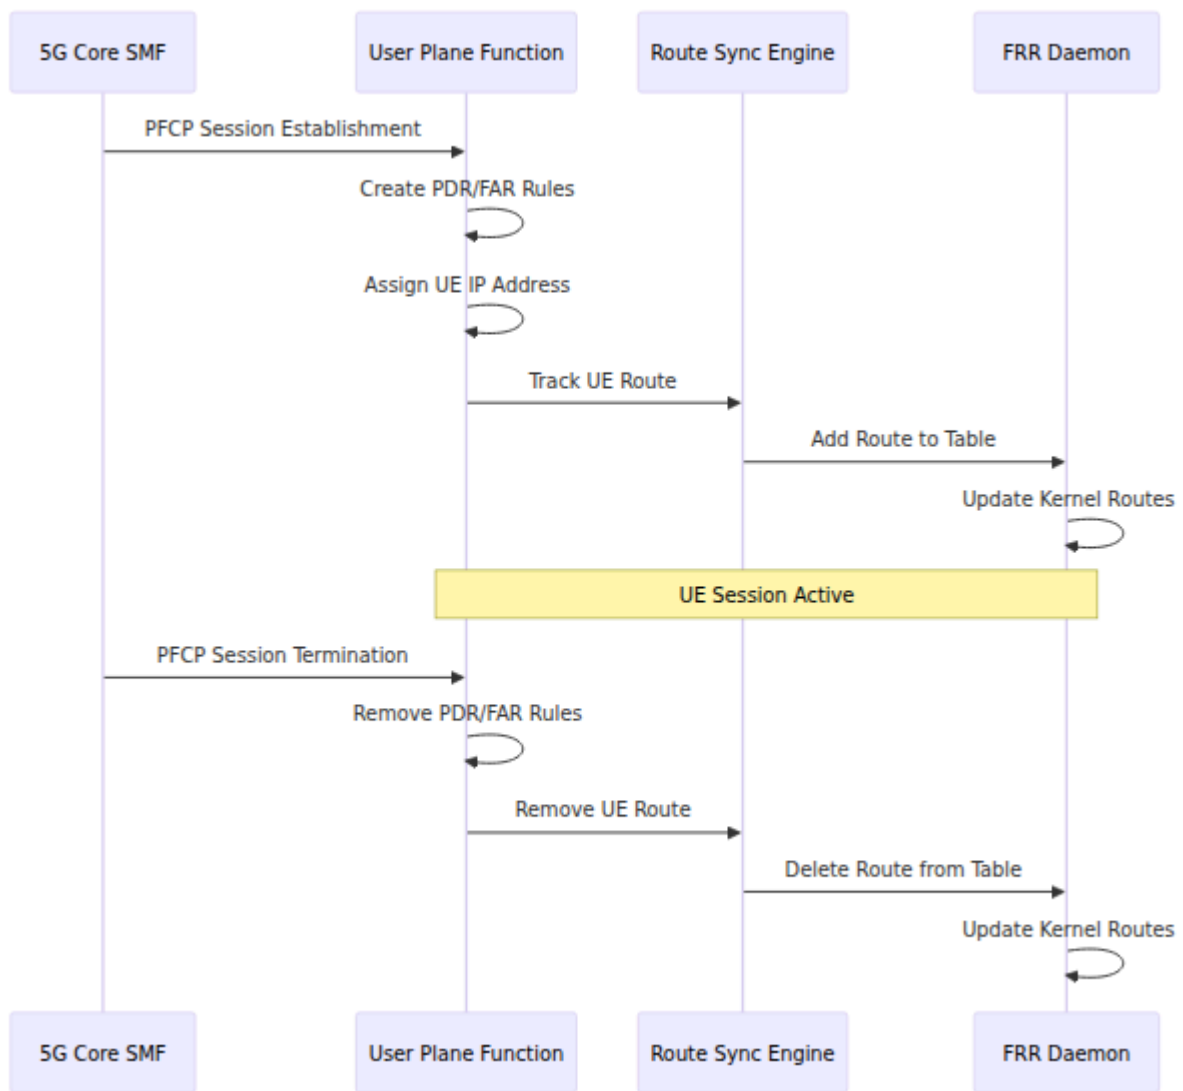 5G Core SMF
User Plane Function
Route Sync Engine
FRR Daemon
PFCP Session Establishment
Create PDR/FAR Rules
Assign UE IP Address
Track UE Route
Add Route to Table
Update Kernel Routes
UE Session Active
PFCP Session Termination
Remove PDR/FAR Rules
Remove UE Route
Delete Route from Table
Update Kernel Routes
5G Core SMF
User Plane Function
Route Sync Engine
FRR Daemon